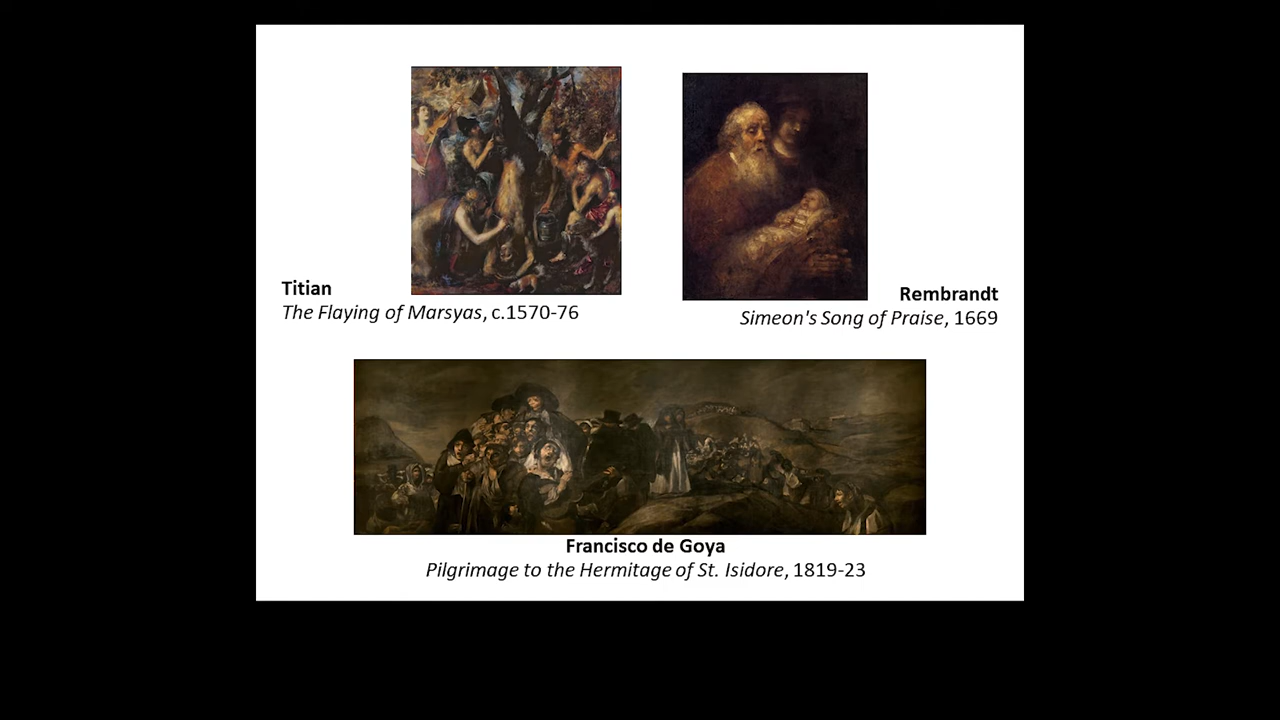 Titian
The Flaying of Marsyas, c.1570-76
Rembrandt
Simeon's Song of Praise, 1669
Francisco de Goya
Pilgrimage to the Hermitage of St. Isidore, 1819-23